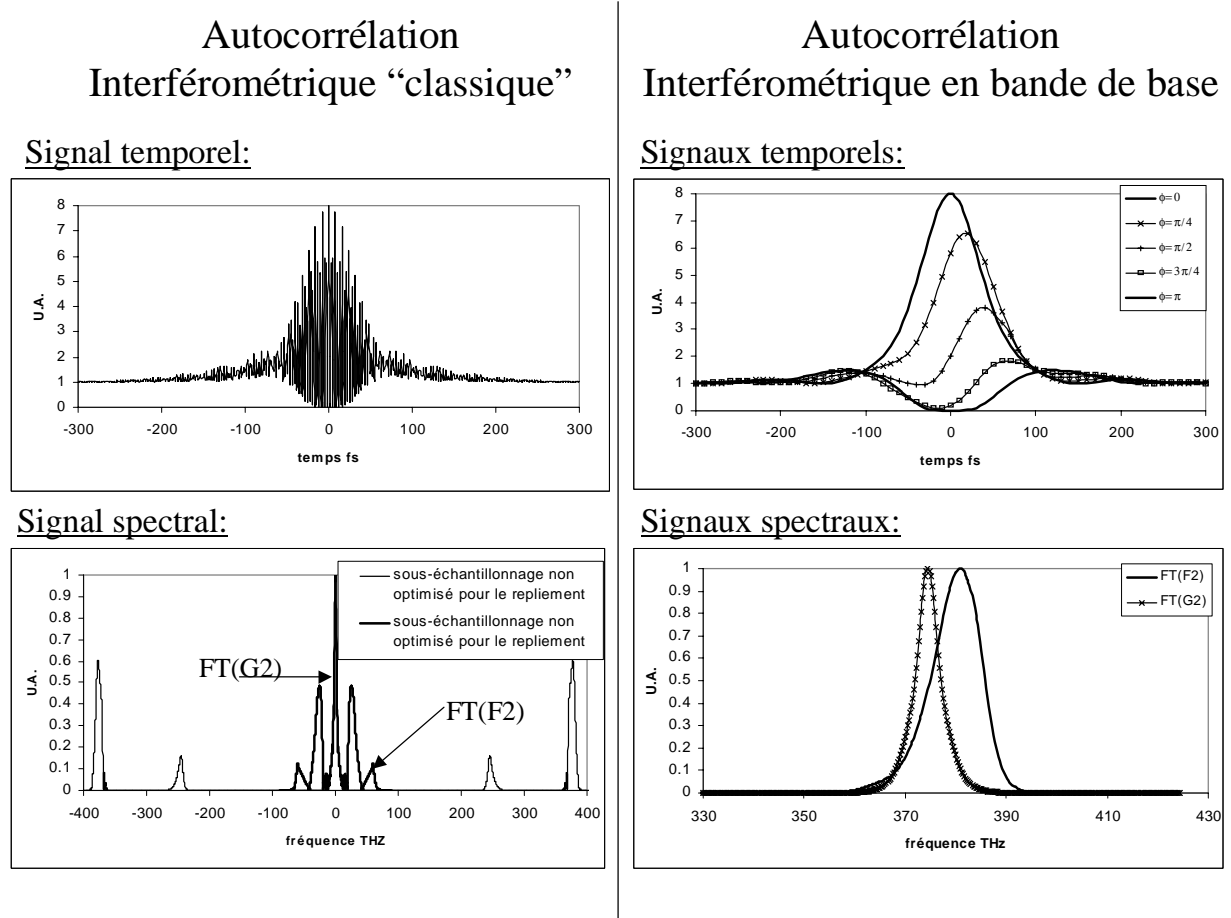 Autocorrélation
Interférométrique “classique”
Signal temporel:
8
7
6
5
4
3
2
1
0
U.A.
-300
-200
-100
0
100
200
300
temps fs
Signal spectral:
1
0.9
0.8
0.7
0.6
0.5
0.4
0.3
0.2
0.1
0
U.A.
sous-échantillonnage non
optimisé pour le repliement
sous-échantillonnage non
optimisé pour le repliement
FT(G2)
FT(F2)
-400
-300
-200
-100
0
100
200
300
400
fréquence THZ
Autocorrélation
Interférométrique en bande de base
Signaux temporels:
8
7
6
5
4
3
2
1
0
U.A.
ϕ=0
ϕ=π/4
ϕ=π/2
ϕ=3π/4
ϕ=π
-300
-200
-100
0
100
200
300
temps fs
Signaux spectraux:
1
0.9
0.8
0.7
0.6
0.5
0.4
0.3
0.2
0.1
0
U.A.
FT(F2)
FT(G2)
330
350
370
390
410
430
fréquence THz